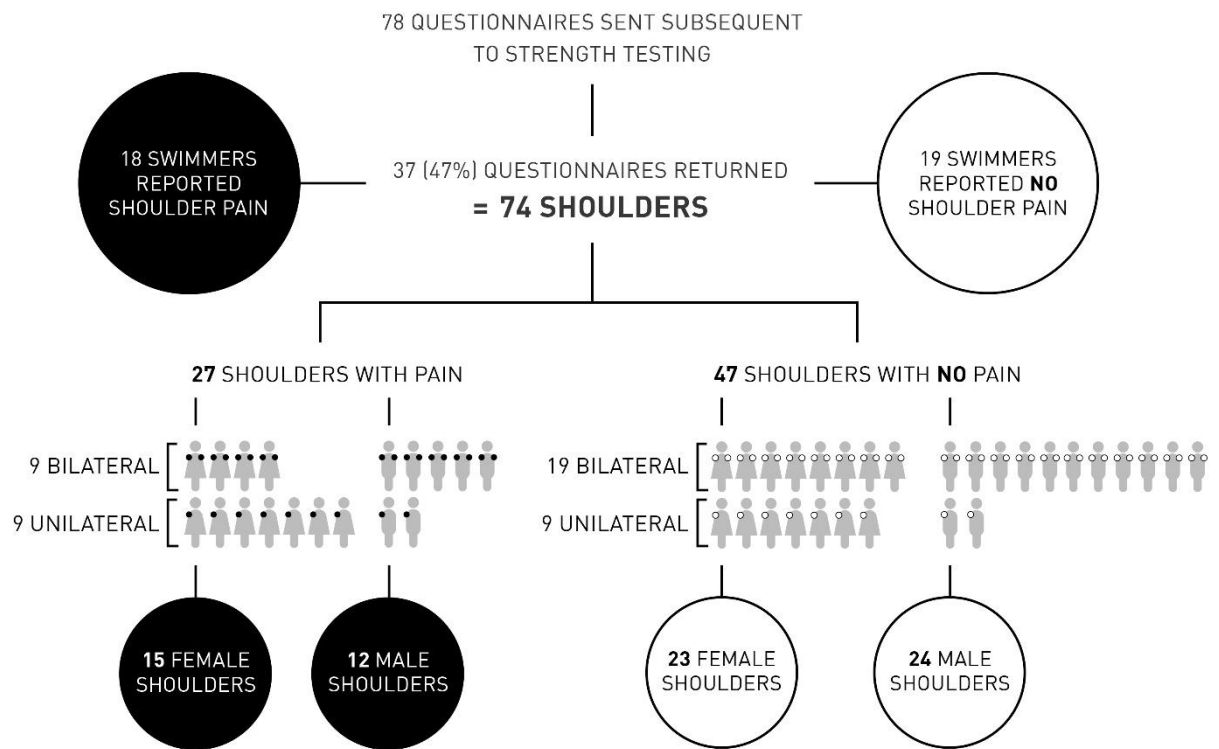 78 QUESTIONNAIRES SENT SUBSEQUENT
TO STRENGTH TESTING
18 SWIMMERS
REPORTED
SHOULDER PAIN
37 (47%) QUESTIONNAIRES RETURNED
= 74 SHOULDERS
19 SWIMMERS
REPORTED NO
SHOULDER PAIN
27 SHOULDERS WITH PAIN
47 SHOULDERS WITH NO PAIN
9 BILATERAL
19 BILATERAL
9 UNILATERAL
9 UNILATERAL
15 FEMALE
SHOULDERS
12 MALE
SHOULDERS
23 FEMALE
SHOULDERS
24 MALE
SHOULDERS